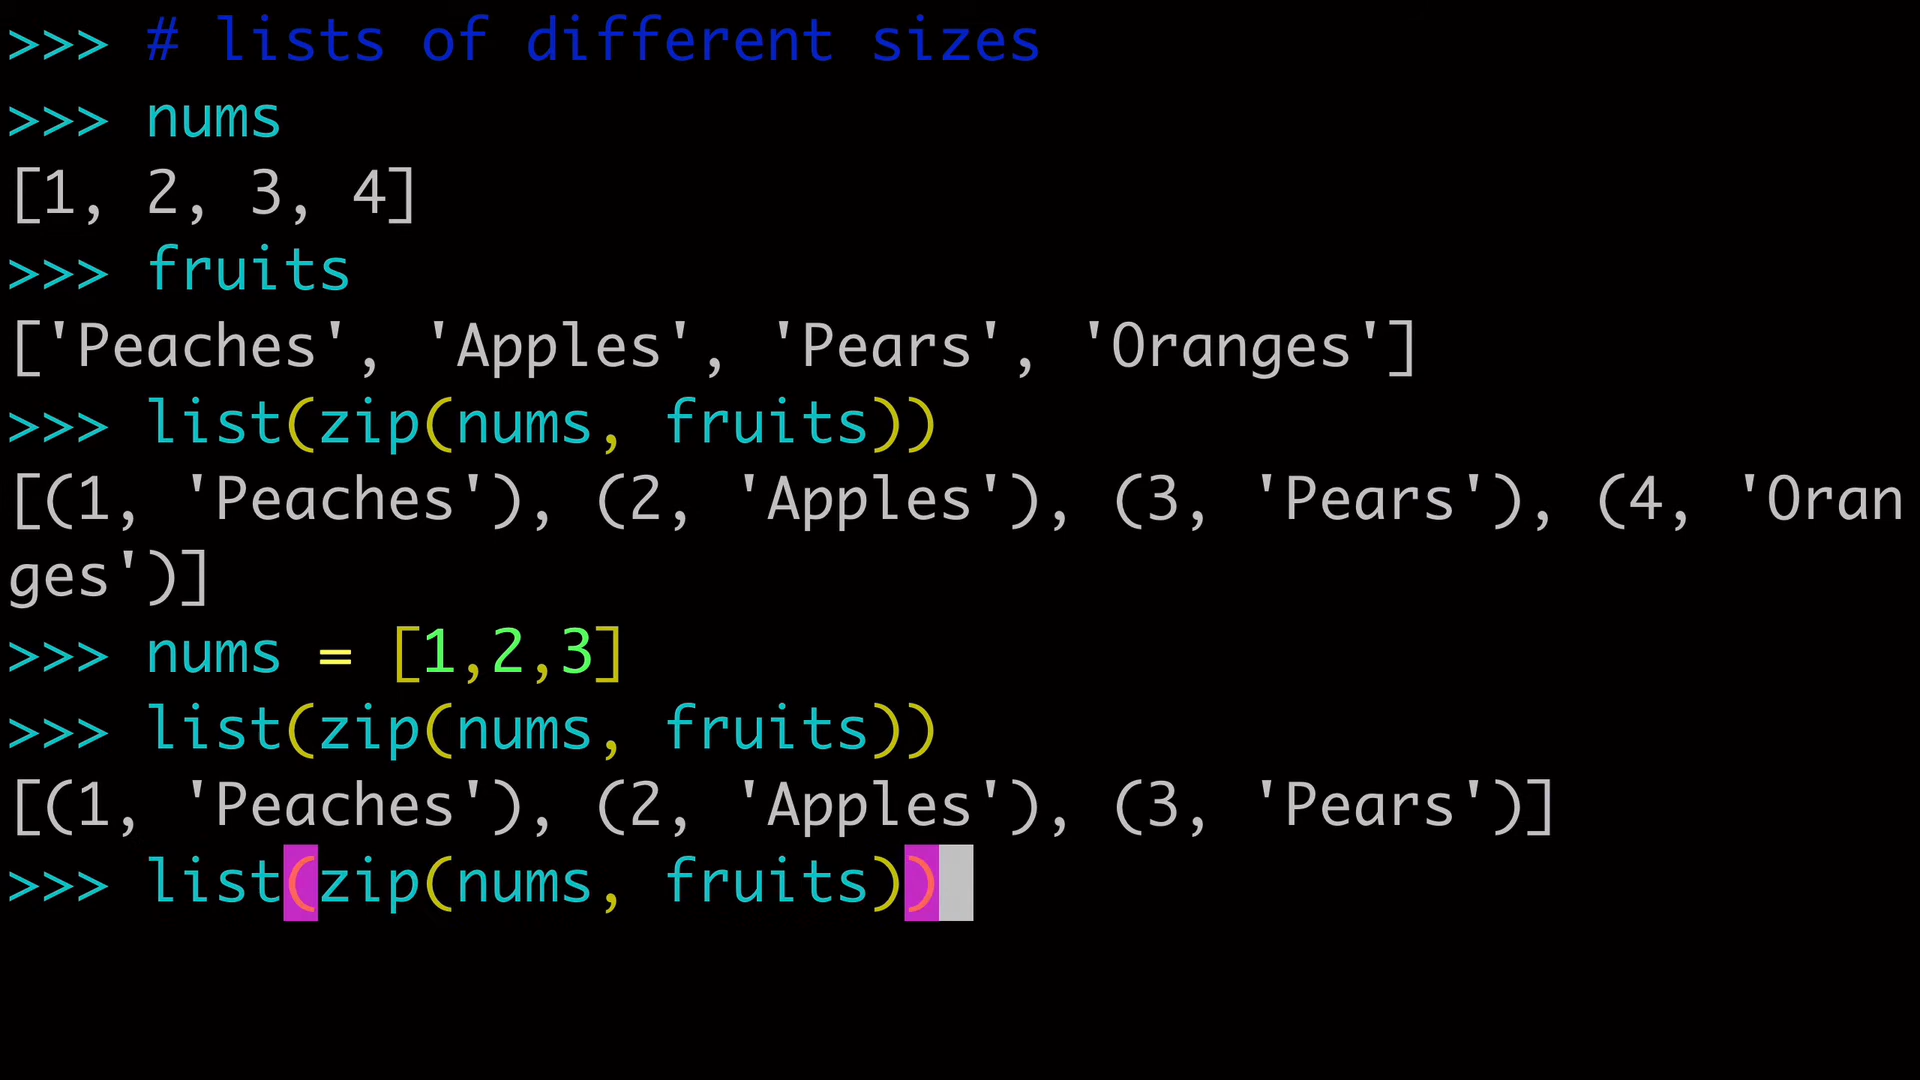 >>> # lists of different sizes
>>> nums
[1, 2, 3, 4]
>>> fruits
['Peaches', 'Apples', 'Pears', 'Oranges']
>>> list(zip(nums, fruits))
[(1, 'Peaches'), (2, 'Apples'), (3, 'Pears'), (4, 'Oran
ges')]
>>> nums = [1,2,3]
>>> list(zip(nums, fruits))
[(1, 'Peaches'), (2, 'Apples'), (3, 'Pears')]
>>> list(zip(nums, fruits))